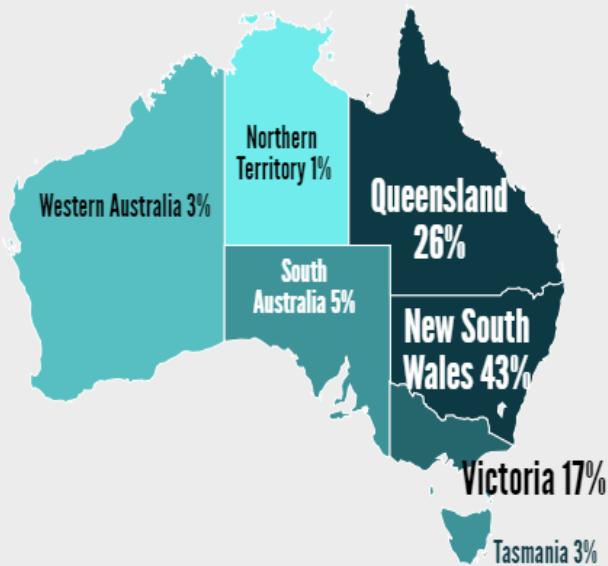 Northern
Territory 1%
Western Australia 3%
Queensland
26%
South
Australia 5%
New South
Wales 43%
Victoria 17%
Tasmania 3%